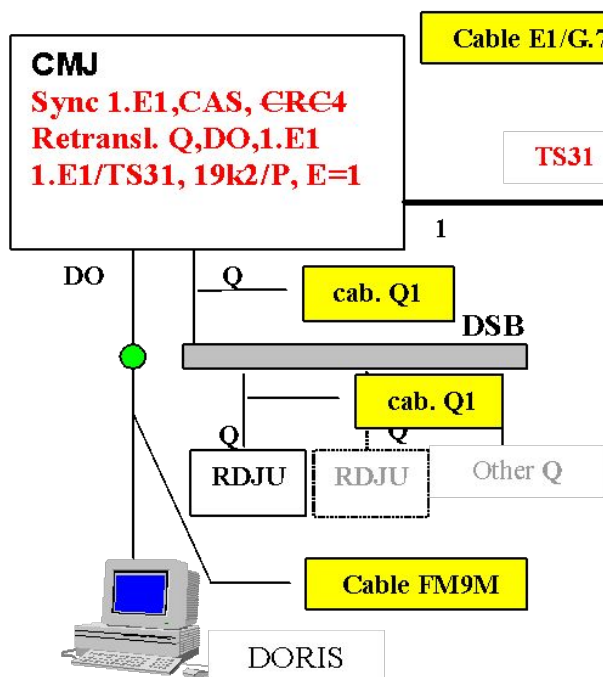 Cable E1/G.7
CMJ
Sync 1.E1,CAS, CRC4
Retransl. Q,DO,1.E1
1.E1/TS31, 19k2/P, E=1
TS31
1
DO
Q
cab. Q1
DSB
cab. Q1
Q
Q
RDJU
RDJU
Other Q
Cable FM9M
DORIS